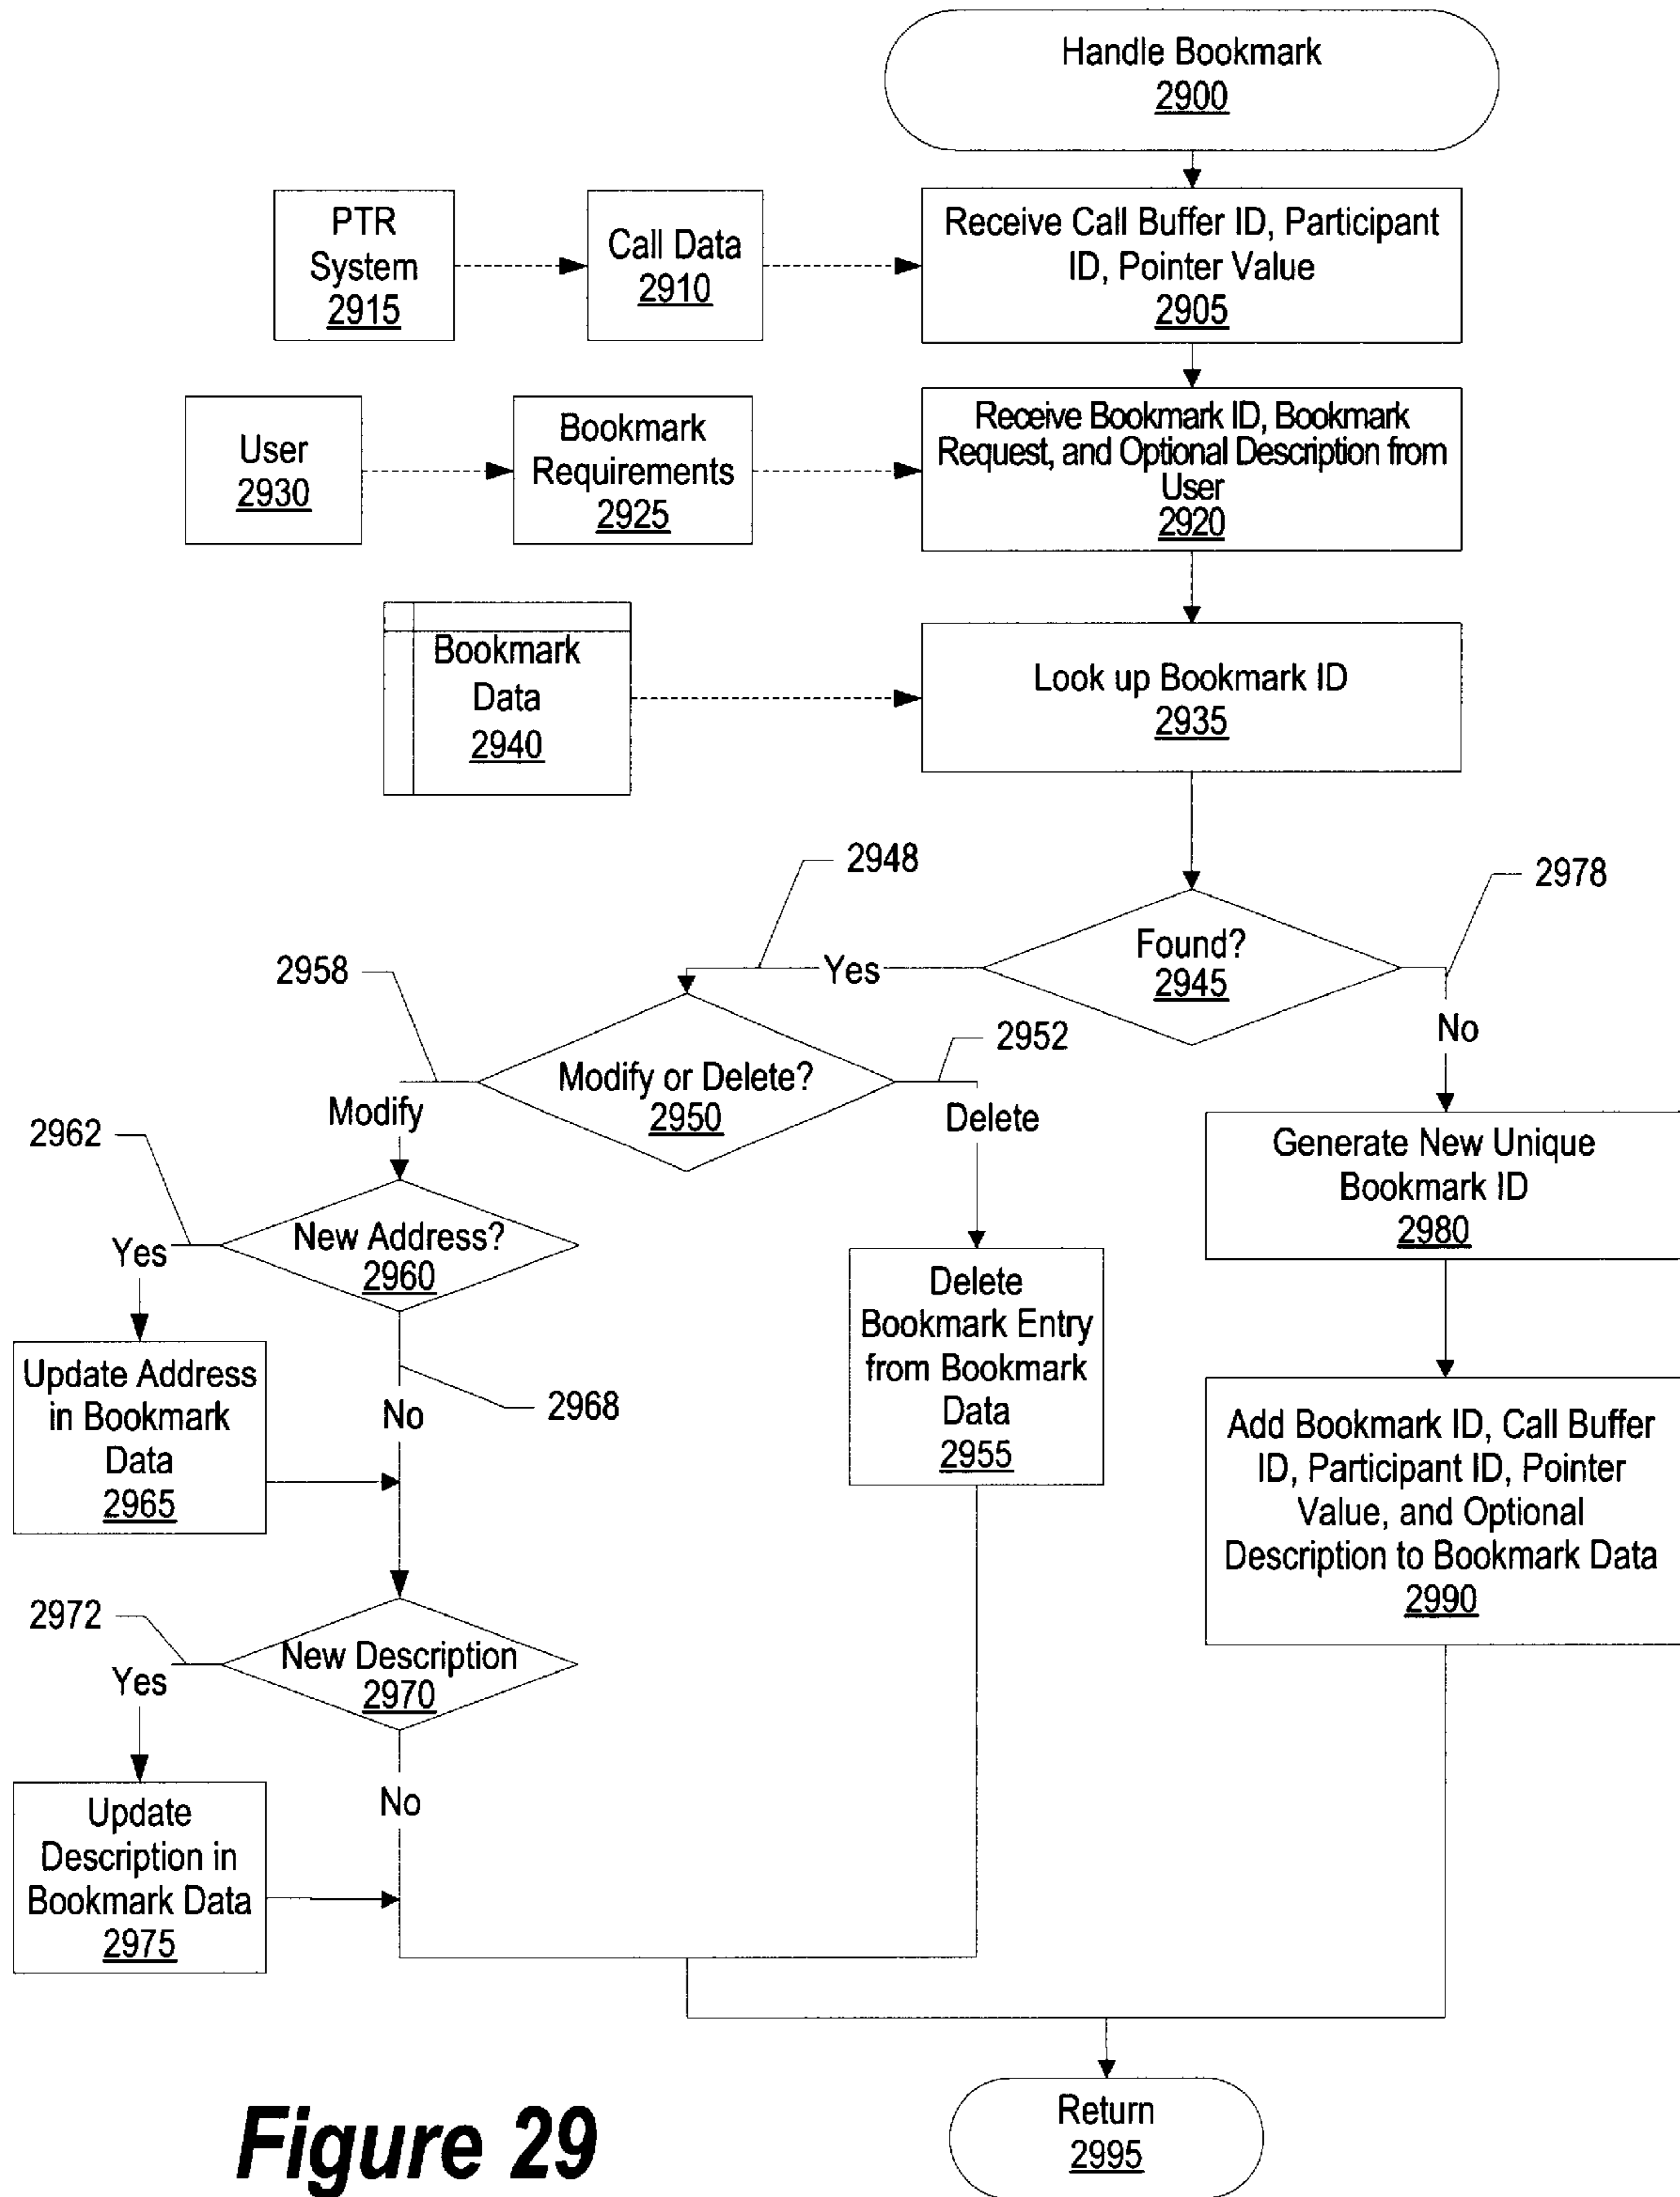 Handle Bookmark
2900
PTR
System
2915
Call Data
2910
Receive Call Buffer ID, Participant
ID, Pointer Value
2905
User
2930
Bookmark
Requirements
2925
Receive Bookmark ID, Bookmark
Request, and Optional Description from
User
2920
Bookmark
Data
2940
Look up Bookmark ID
2935
2948
2978
Found?
2945
Yes
No
2958
2952
Modify or Delete?
2950
Modify
Delete
2962
New Address?
2960
Yes
Generate New Unique
Bookmark ID
2980
Update Address
in Bookmark
Data
2965
2968
No
Delete
Bookmark Entry
from Bookmark
Data
2955
Add Bookmark ID, Call Buffer
ID, Participant ID, Pointer
Value, and Optional
Description to Bookmark Data
2990
2972
New Description
2970
Yes
No
Update
Description in
Bookmark Data
2975
Return
2995
Figure 29